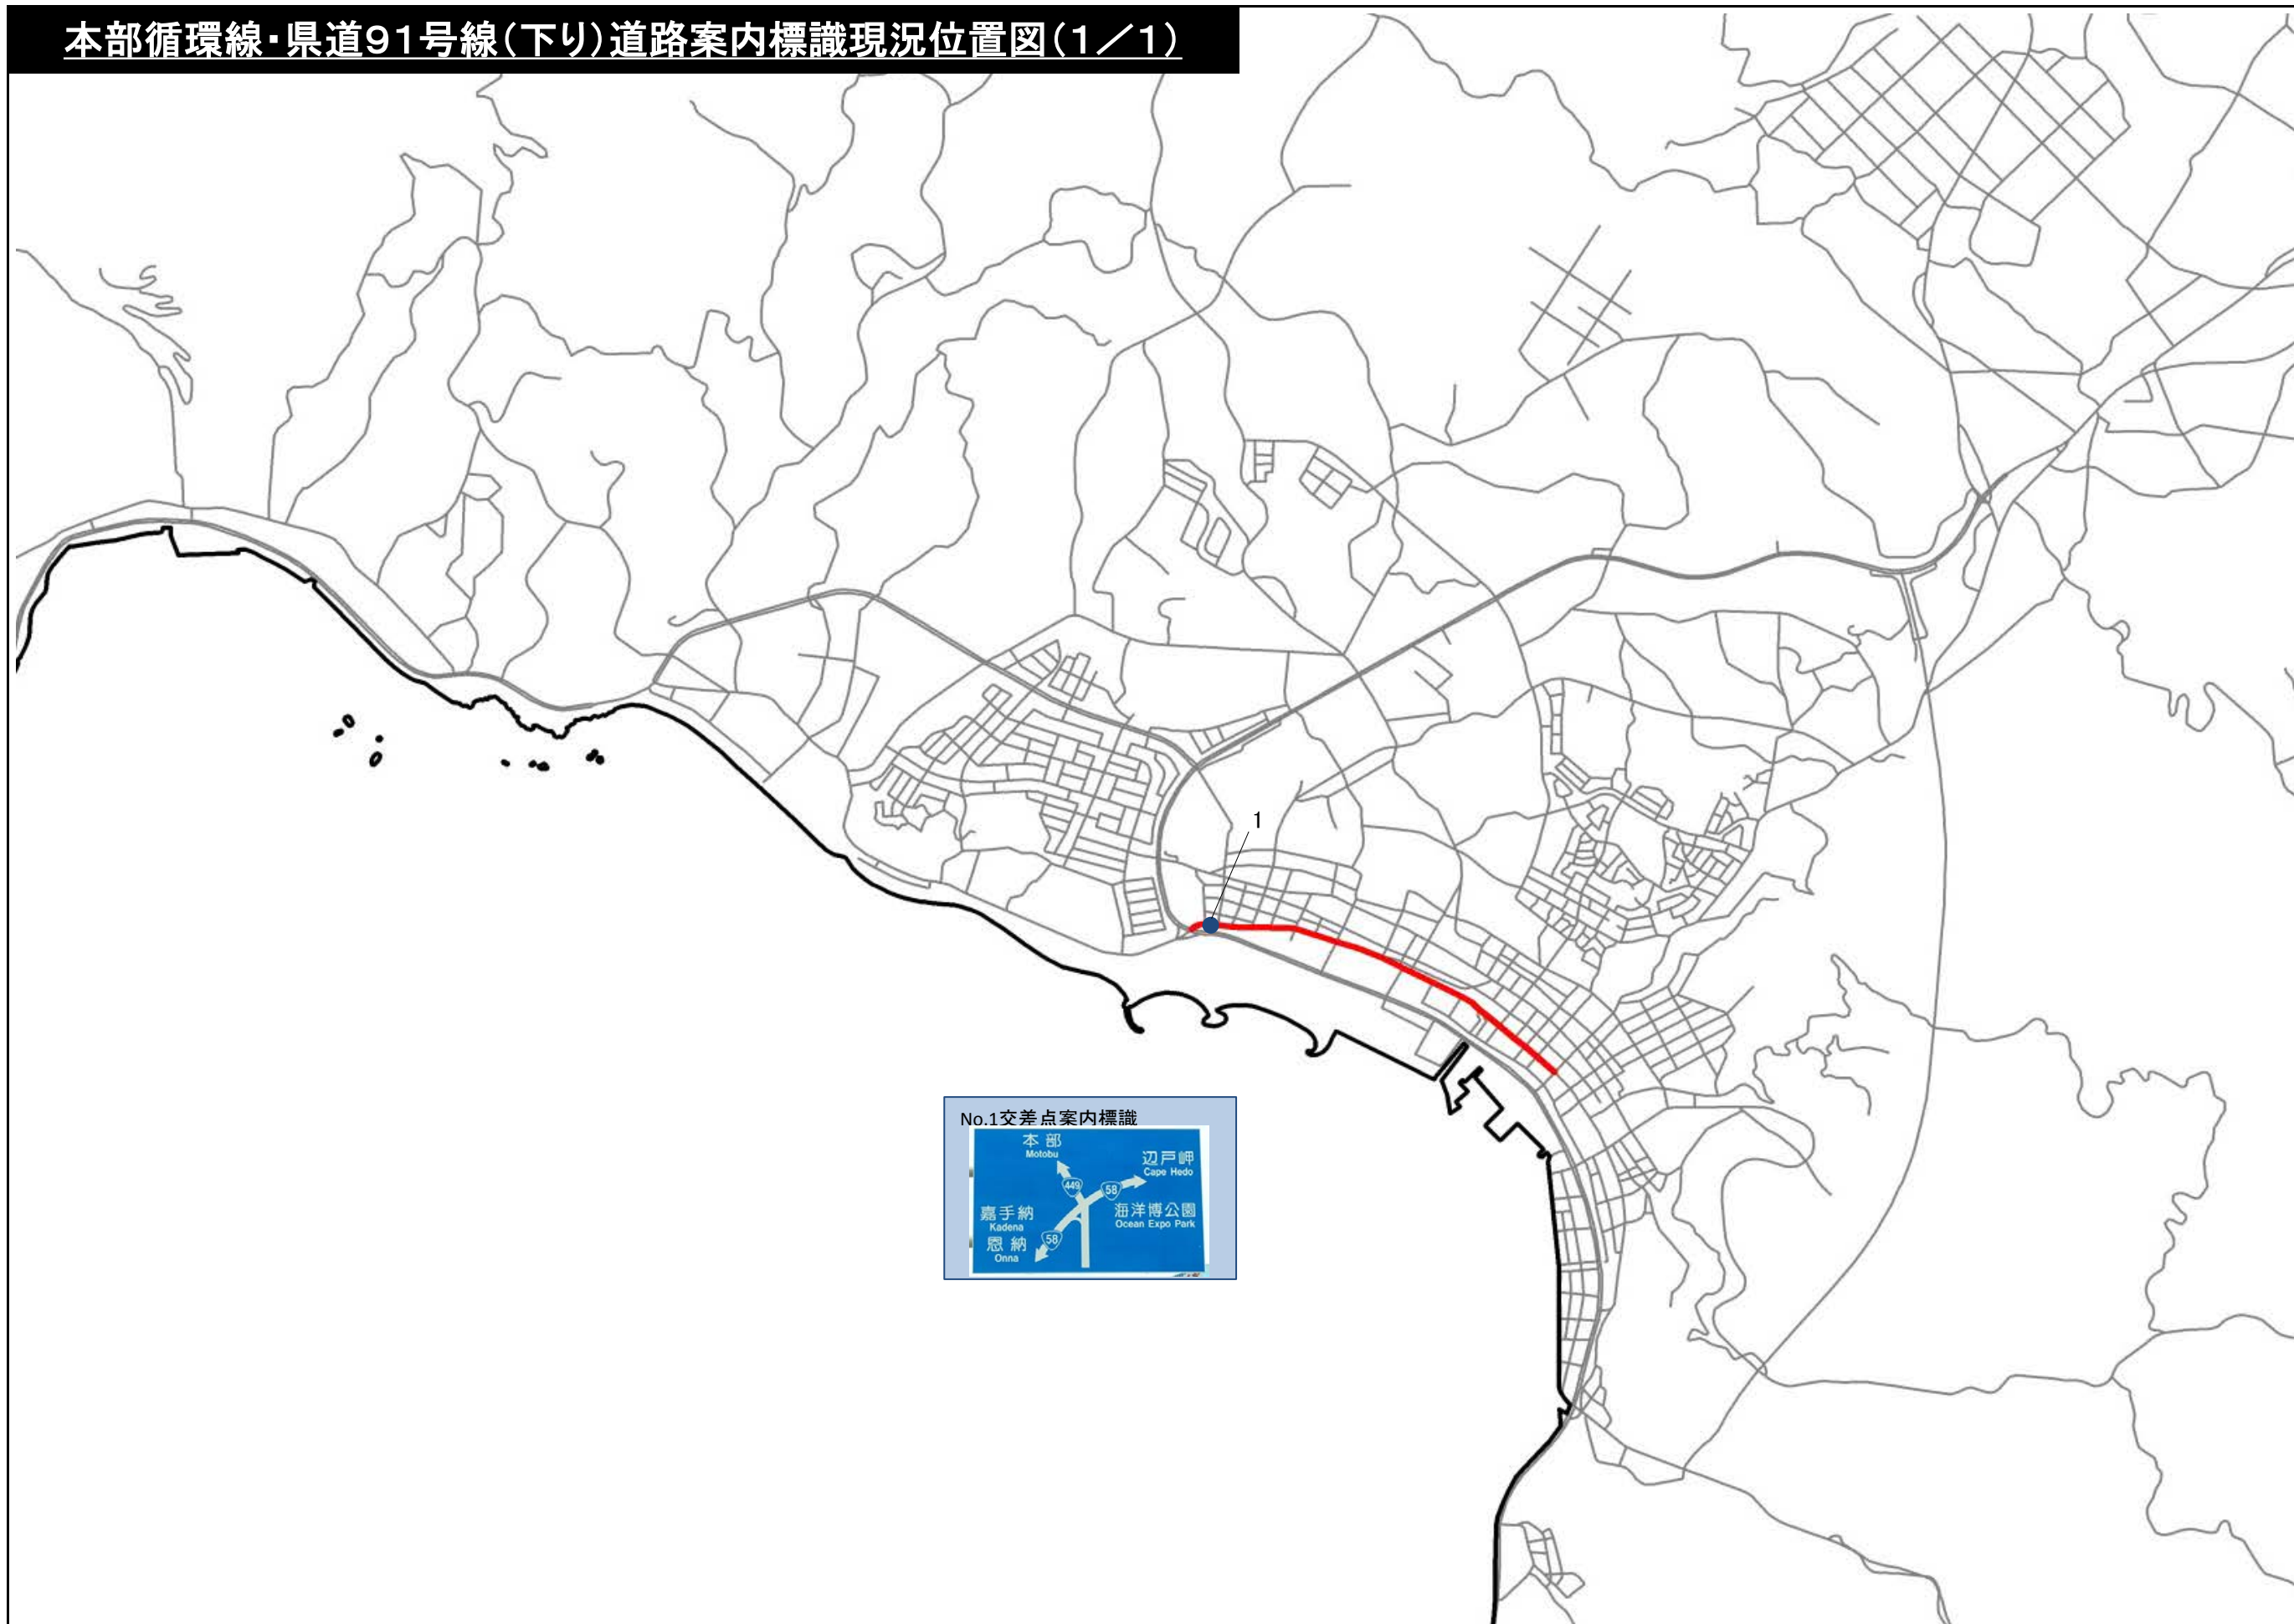 本部循環線・県道91号線(下り)道路案内標識現況位置図(1/1)
1
No.1交差点案内標識
本部
Motobu
辺戸岬
Cape Hedo
449
58
嘉手納
Kadena
海洋博公園
Ocean Expo Park
恩納
Onna
58